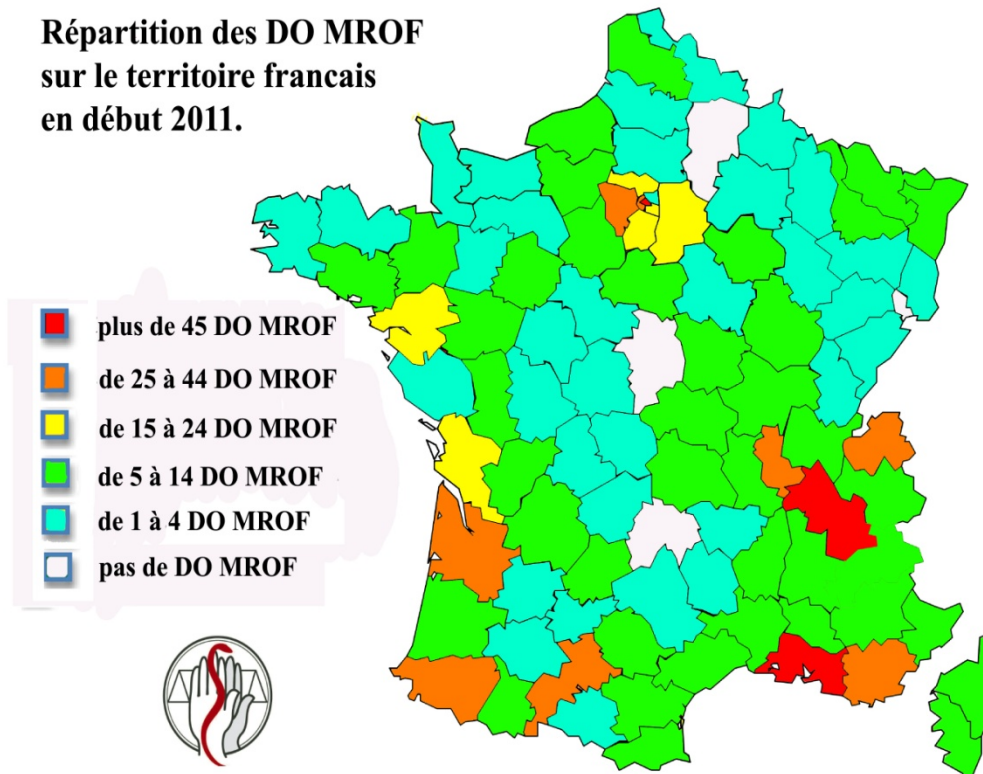 Répartition des DO MROF
sur le territoire francais
en début 2011.
plus de 45 DO MROF
de 25 à 44 DO MROF
de 15 à 24 DO MROF
de 5 à 14 DO MROF
de 1 à 4 DO MROF
pas de DO MROF